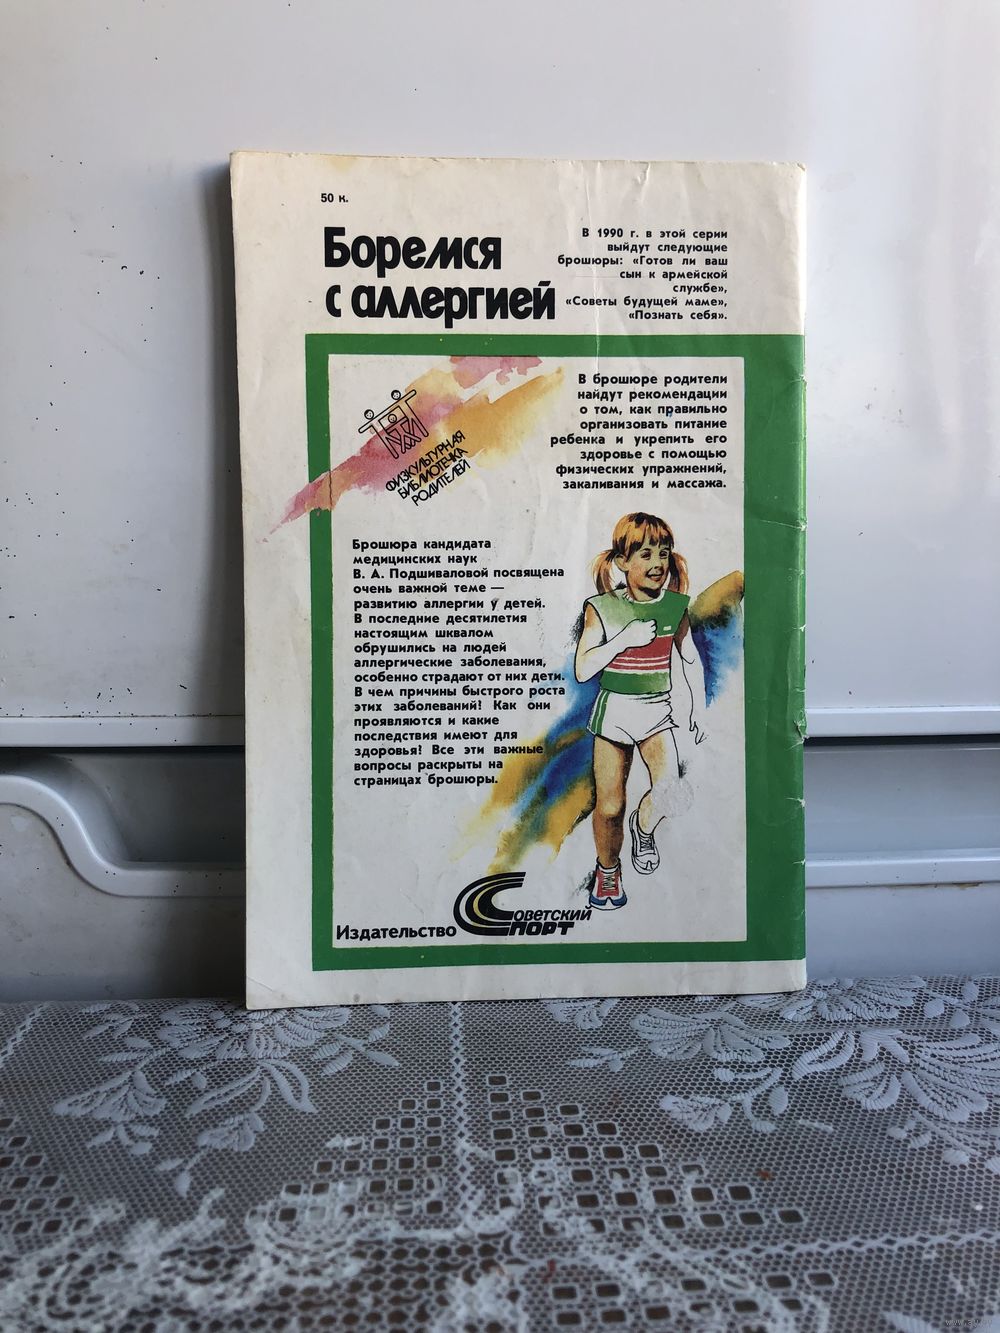 50 к.
Боремся
с аллергией
В 1990 г. в этой серии
выйдут следующие
брошюры: «Готов ли ваш
сын к армейской
службе»,
«Советы будущей маме»,
«Познать себя».
ФИЗКУЛЬТУРНАЯ
БИБЛИОТЕЧКА
РОДИТЕЛЕЙ
В брошюре родители
найдут рекомендации
о том, как правильно
организовать питание
ребенка и укрепить его
здоровье с помощью
физических упражнений,
закаливания и массажа.
Брошюра кандидата
медицинских наук
В. А. Подшиваловой посвящена
очень важной теме —
развитию аллергии у детей.
В последние десятилетия
настоящим шквалом
обрушились на людей
аллергические заболевания,
особенно страдают от них дети.
В чем причины быстрого роста
этих заболеваний! Как они
проявляются и какие
последствия имеют для
здоровья! Все эти важные
вопросы раскрыты на
страницах брошюры.
Издательство Советский
Спорт